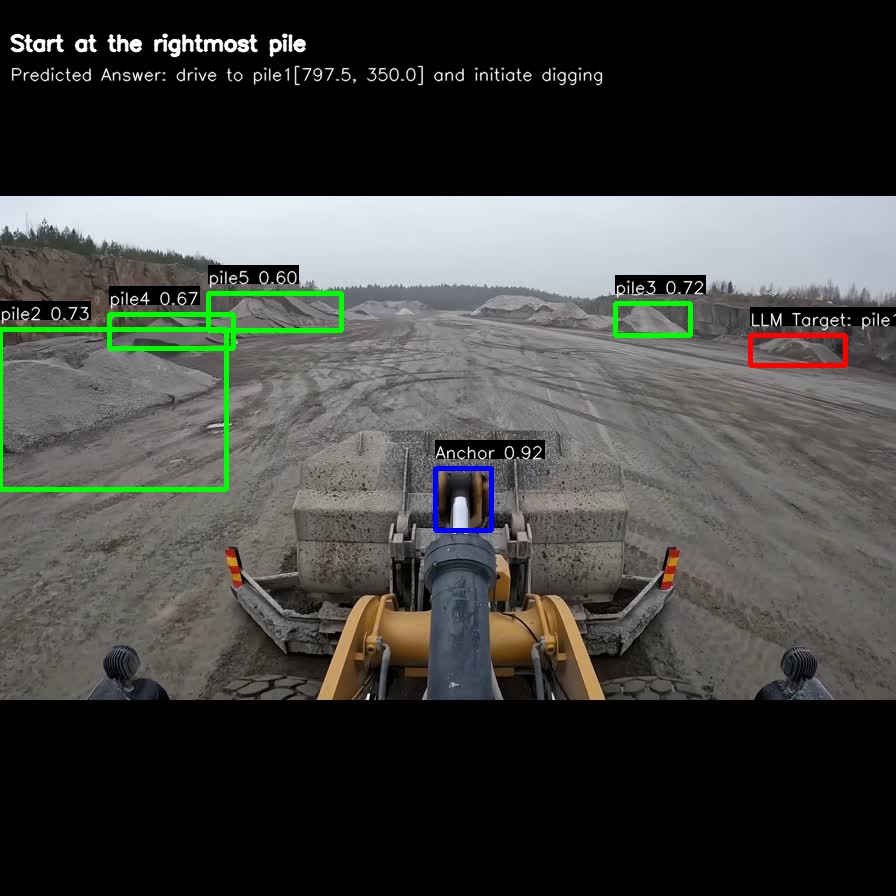 Start at the rightmost pile
Predicted Answer: drive to pile1[797.5, 350.0] and initiate digging
pile5 0.60
pile4 0.67
pile3 0.72
pile2 0.73
LLM Target: pile1
Anchor 0.92